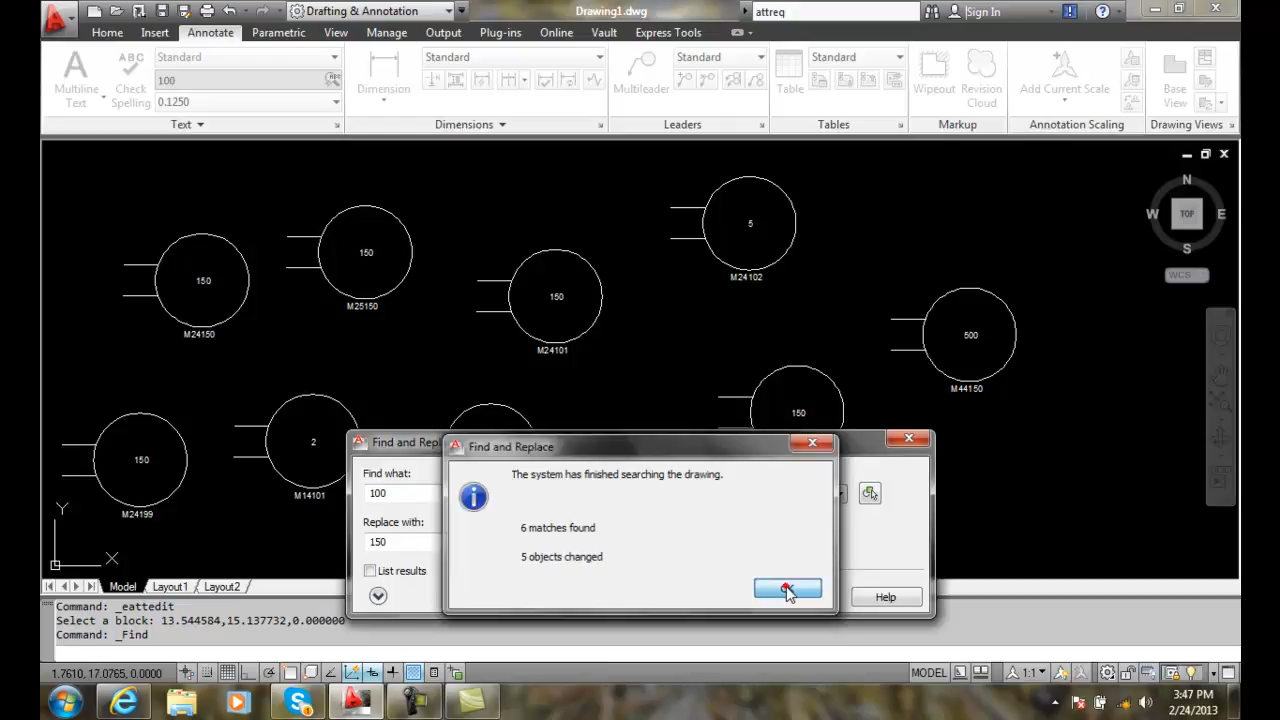 Drafting & Annotation
Drawing1.dwg
attreq
Sign In
Home Insert Annotate Parametric View Manage Output Plug-ins Online Vault Express Tools
Multiline Text
Check Spelling
Standard
100
0.1250
Text
Dimension
Standard
Dimensions
Multileader
Standard
Leaders
Table
Standard
Tables
Wipeout
Revision Cloud
Markup
Add Current Scale
Annotation Scaling
Base View
Drawing Views
N
W TOP E
S
WCS
5
M24102
150
M25150
150
M24150
150
M24101
500
M44150
150
2
M14101
150
M24199
Y
X
Find and Repl
Find what:
100
Replace with:
150
List results
Help
Find and Replace
The system has finished searching the drawing.
6 matches found
5 objects changed
Model Layout1 Layout2
Command: _eattedit
Select a block: 13.544584,15.137732,0.000000
Command: _Find
1.7610, 17.0765, 0.0000
MODEL
1:1
3:47 PM
2/24/2013